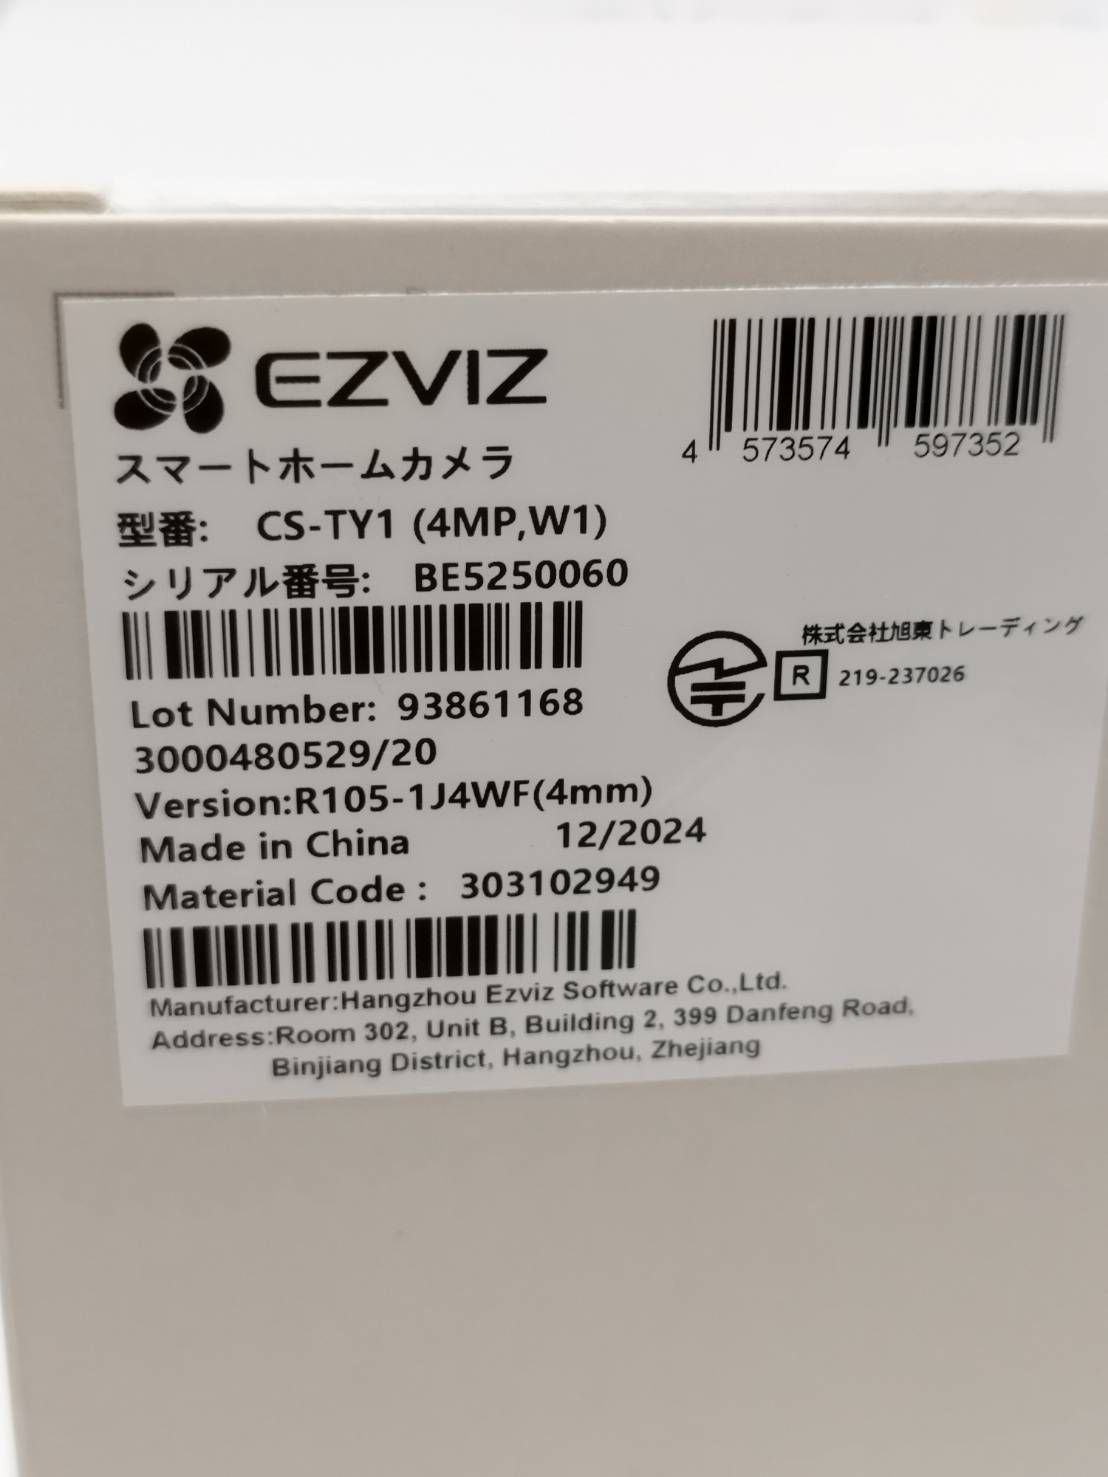 EZVIZ
スマートホームカメラ
型番: CS-TY1 (4MP,W1)
シリアル番号: BE5250060
4 573574 597352
株式会社旭東トレーディング
R 219-237026
Lot Number: 93861168
3000480529/20
Version:R105-1J4WF(4mm)
Made in China 12/2024
Material Code : 303102949
Manufacturer:Hangzhou Ezviz Software Co.,Ltd.
Address:Room 302, Unit B, Building 2, 399 Danfeng Road,
Binjiang District, Hangzhou, Zhejiang